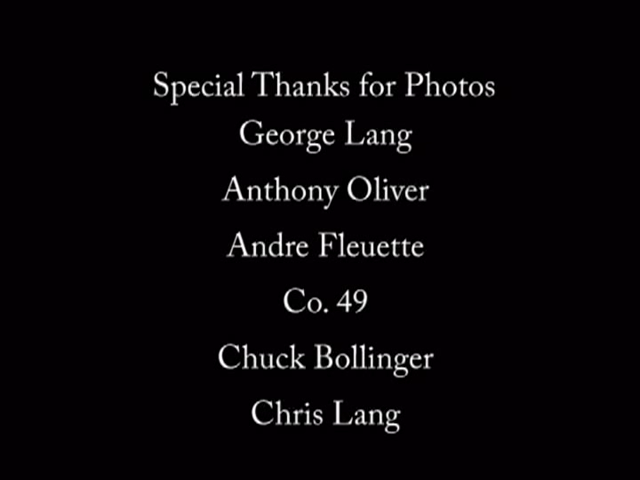 Special Thanks for Photos
George Lang
Anthony Oliver
Andre Fleuette
Co. 49
Chuck Bollinger
Chris Lang